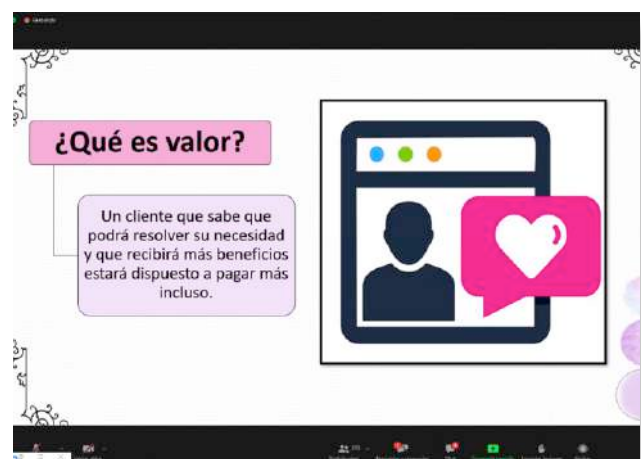 ¿Qué es valor?
Un cliente que sabe que
podrá resolver su necesidad
y que recibirá más beneficios
estará dispuesto a pagar más
incluso.